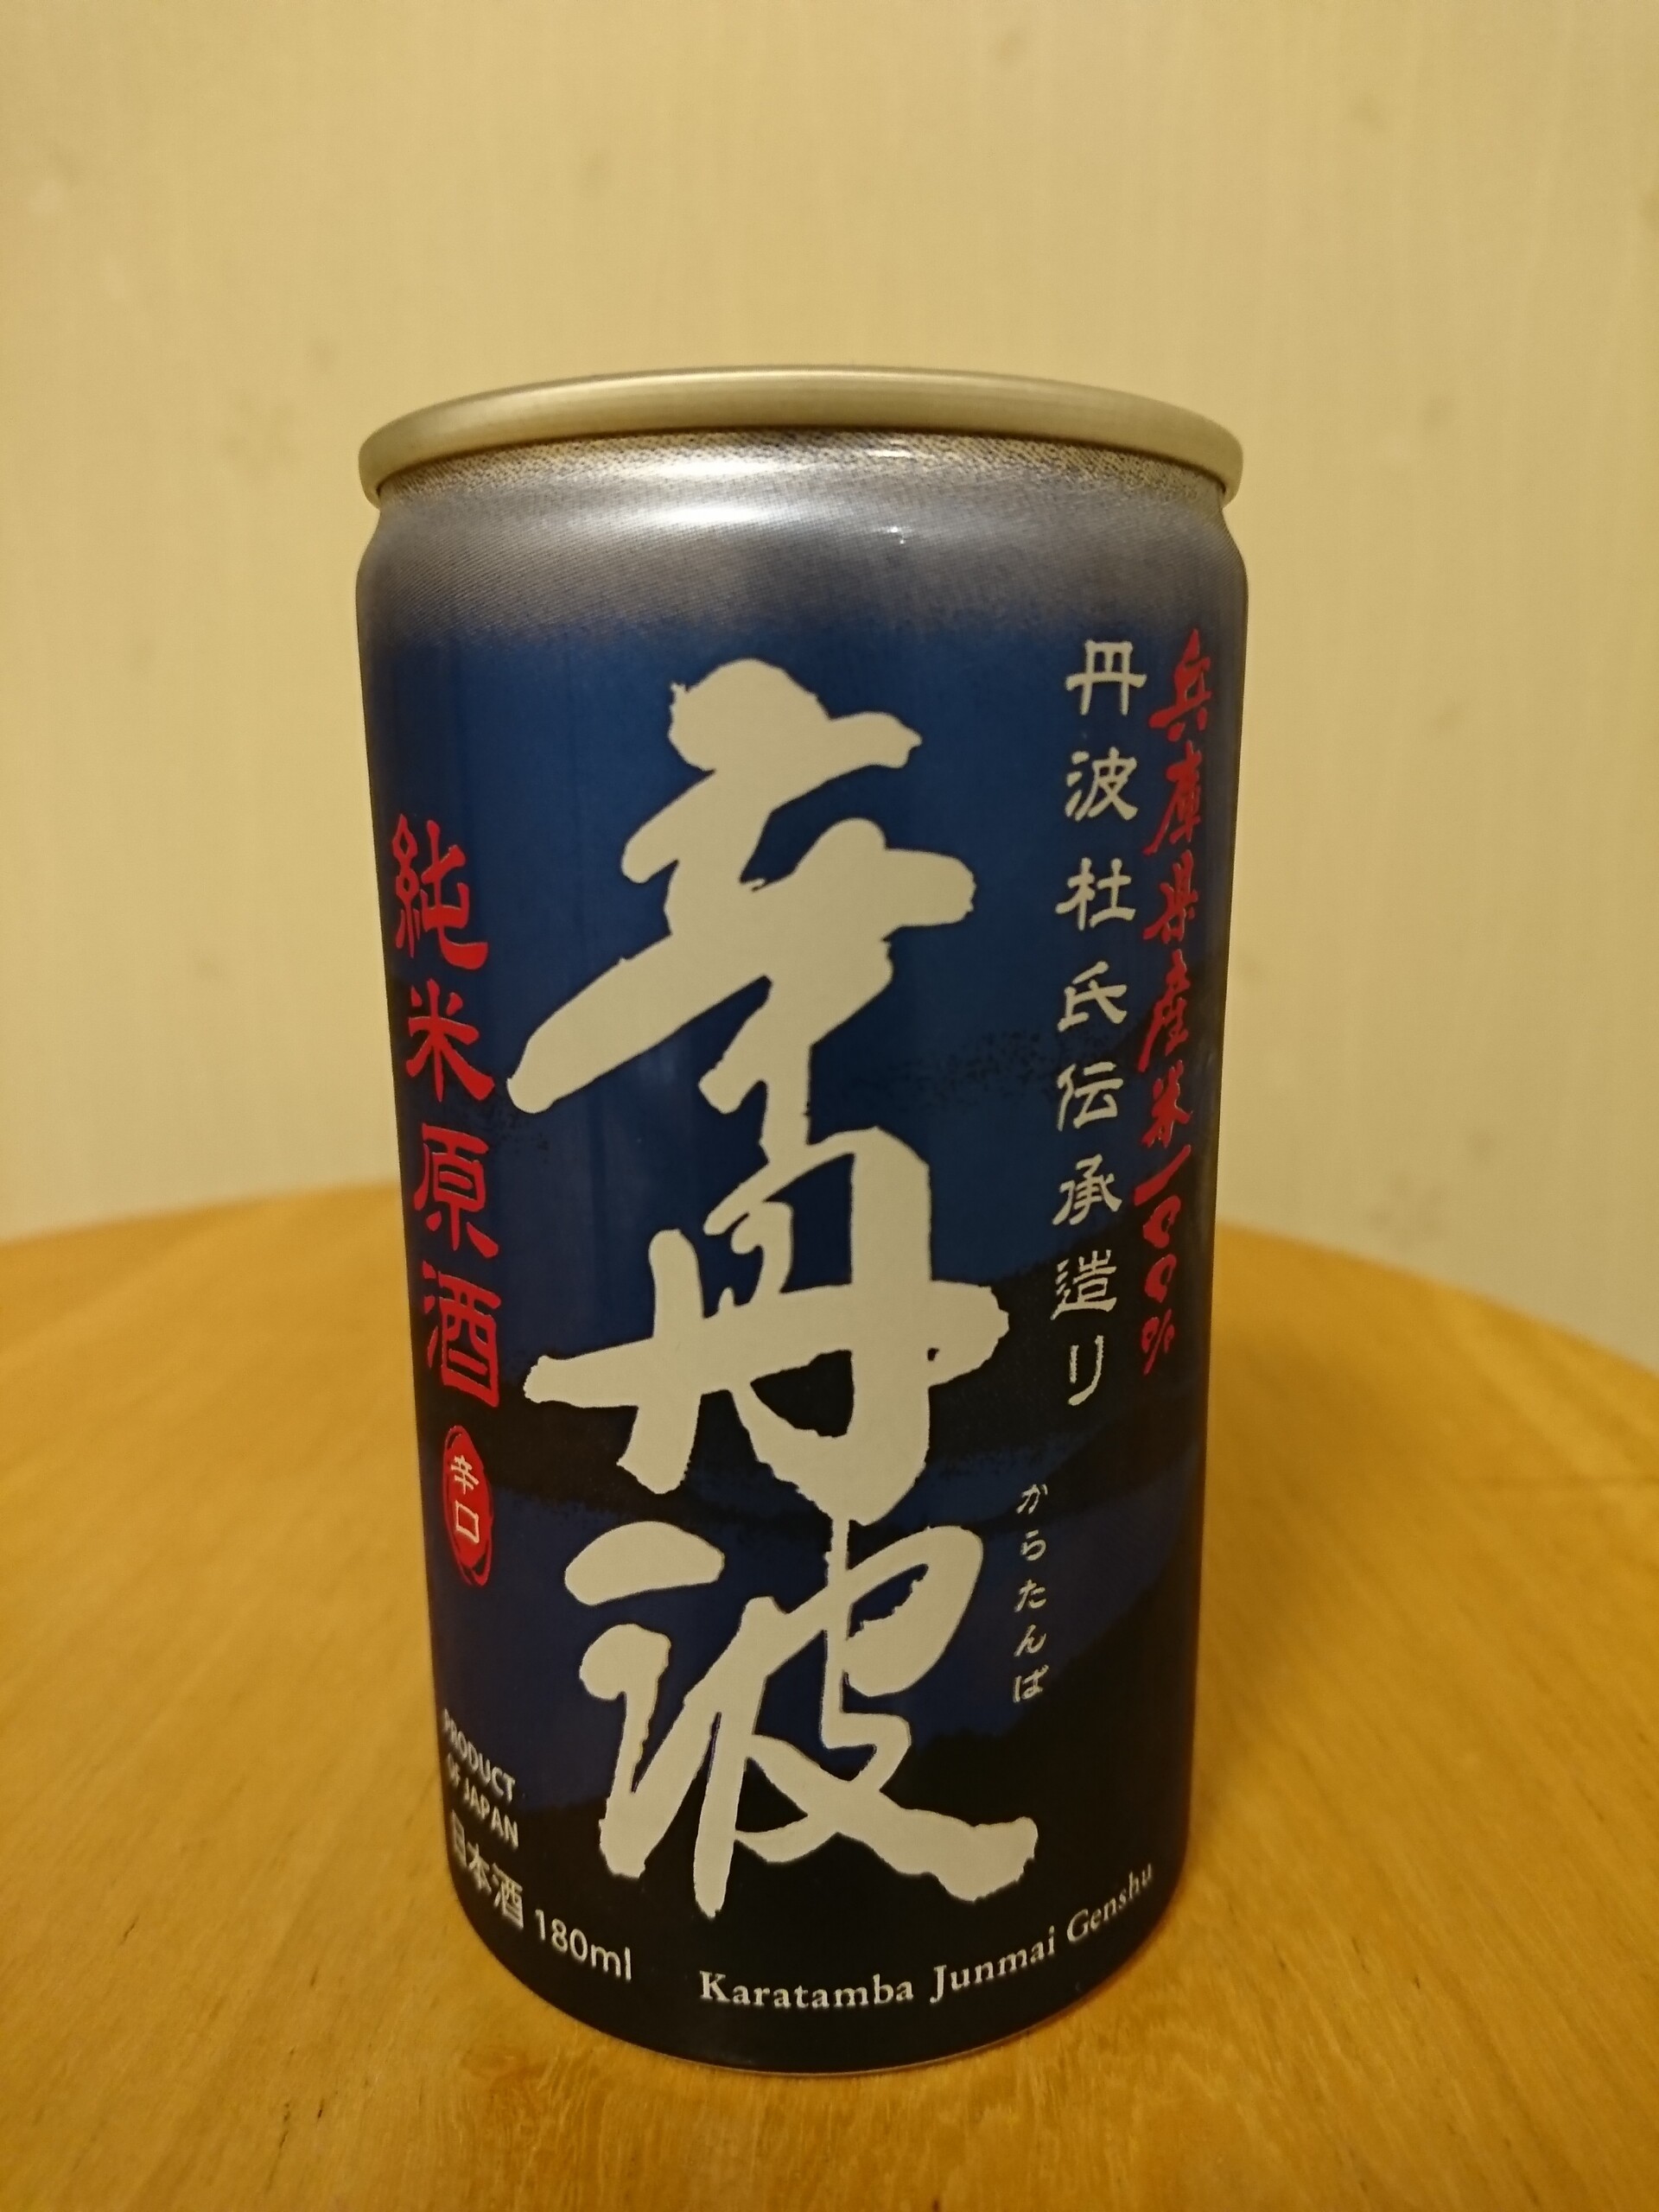 兵庫県産米100%
丹波杜氏伝承造り
からたんば
辛丹波
純米原酒
辛口
PRODUCT
OF JAPAN
日本酒 180ml
Karatamba Junmai Genshu